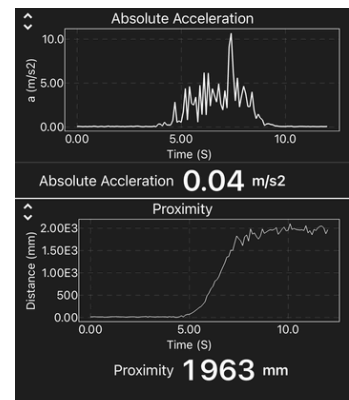 Absolute Acceleration
10.0
5.00
0.00
a (m/s2)
0.00 5.00 10.0
Time (S)
Absolute Accleration 0.04 m/s2
Proximity
2.00E3
1.50E3
1.00E3
500
0.00
Distance (mm)
0.00 5.00 10.0
Time (S)
Proximity 1963 mm